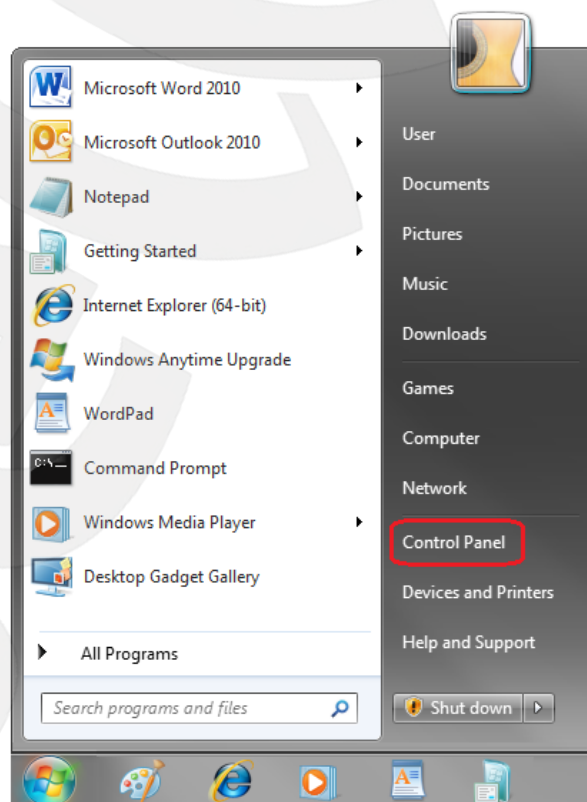 Microsoft Word 2010
Microsoft Outlook 2010
Notepad
Getting Started
Internet Explorer (64-bit)
Windows Anytime Upgrade
WordPad
C:\_
Command Prompt
Windows Media Player
Desktop Gadget Gallery
All Programs
Search programs and files
User
Documents
Pictures
Music
Downloads
Games
Computer
Network
Control Panel
Devices and Printers
Help and Support
Shut down